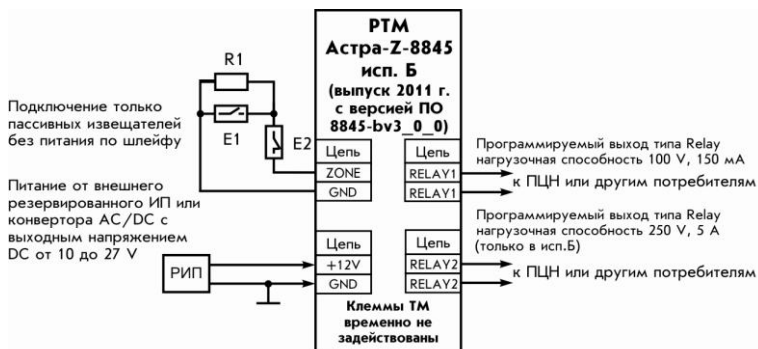 РТМ
Астра-Z-8845
исп. Б
(выпуск 2011 г.
с версией ПО
8845-bv3_0_0)
R1
E1
E2
Подключение только
пассивных извещателей
без питания по шлейфу
Цепь
ZONE
GND
Цепь
RELAY1
RELAY1
Программируемый выход типа Relay
нагрузочная способность 100 V, 150 мА
к ПЦН или другим потребителям
Питание от внешнего
резервированного ИП или
конвертора AC/DC с
выходным напряжением
DC от 10 до 27 V
РИП
Цепь
+12V
GND
Цепь
RELAY2
RELAY2
Программируемый выход типа Relay
нагрузочная способность 250 V, 5 А
(только в исп.Б)
к ПЦН или другим потребителям
Клеммы ТМ
временно не
задействованы